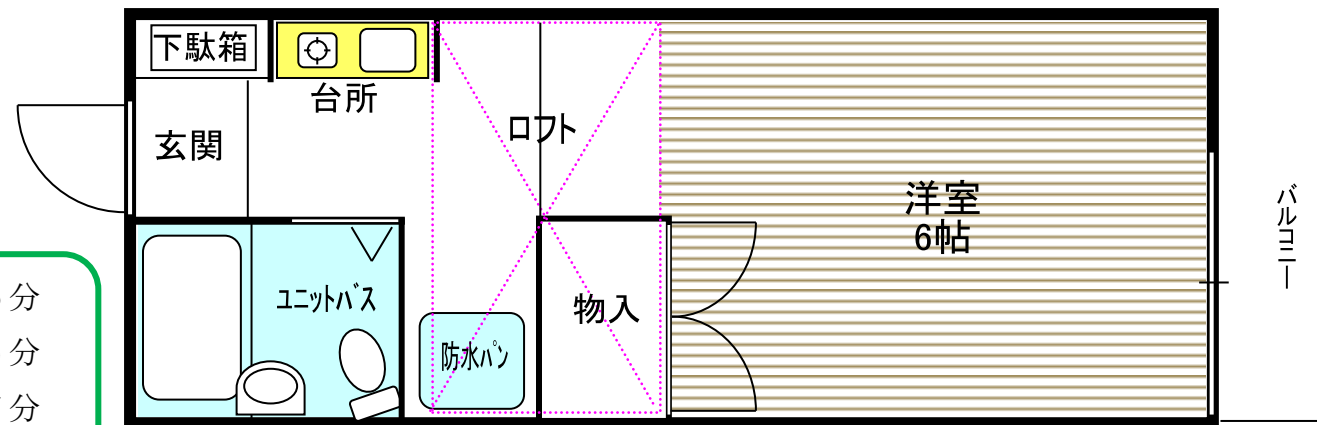 下駄箱
台所
玄関
ロフト
洋室
6帖
バルコニー
ユニットバス
物入
防水パン
分
分
分